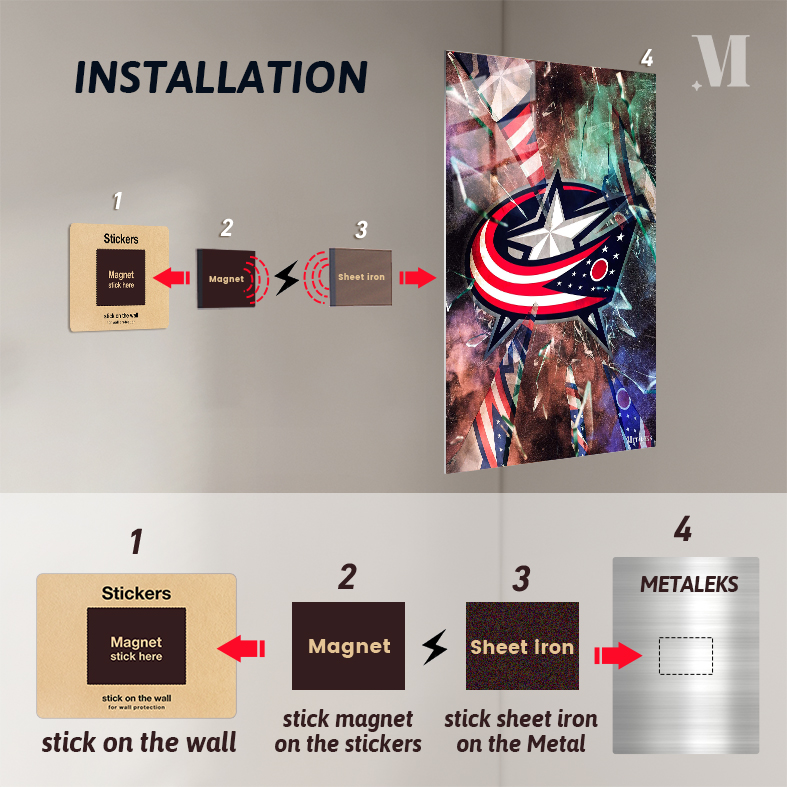 INSTALLATION
M
4
1
2
3
Stickers
Magnet
stick here
stick on the wall
for wall protection
Magnet
Sheet iron
1
2
3
4
Stickers
Magnet
stick here
stick on the wall
for wall protection
Magnet
Sheet iron
METALEKS
stick on the wall
stick magnet
on the stickers
stick sheet iron
on the Metal